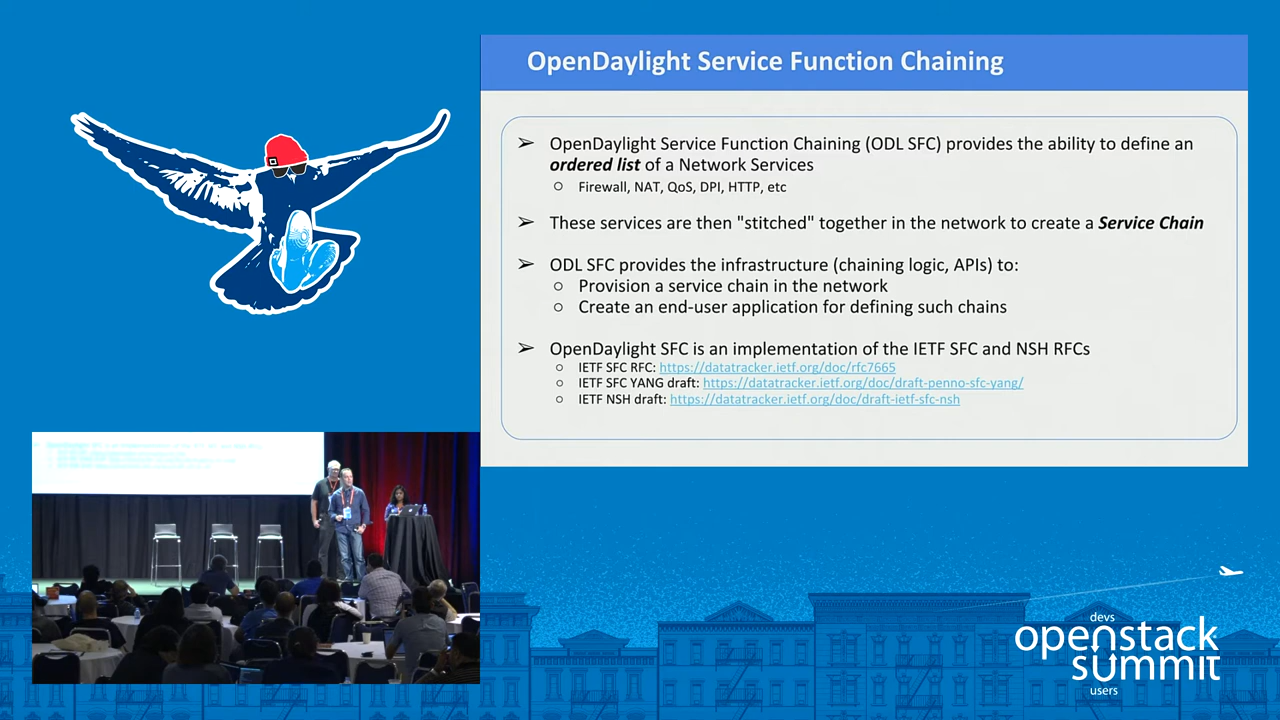 OpenDaylight Service Function Chaining
➢ OpenDaylight Service Function Chaining (ODL SFC) provides the ability to define an
ordered list of a Network Services
○ Firewall, NAT, QoS, DPI, HTTP, etc
➢ These services are then "stitched" together in the network to create a Service Chain
➢ ODL SFC provides the infrastructure (chaining logic, APIs) to:
○ Provision a service chain in the network
○ Create an end-user application for defining such chains
➢ OpenDaylight SFC is an implementation of the IETF SFC and NSH RFCs
○ IETF SFC RFC: https://datatracker.ietf.org/doc/rfc7665
○ IETF SFC YANG draft: https://datatracker.ietf.org/doc/draft-penno-sfc-yang/
○ IETF NSH draft: https://datatracker.ietf.org/doc/draft-ietf-sfc-nsh
devs
openstack
summit
users